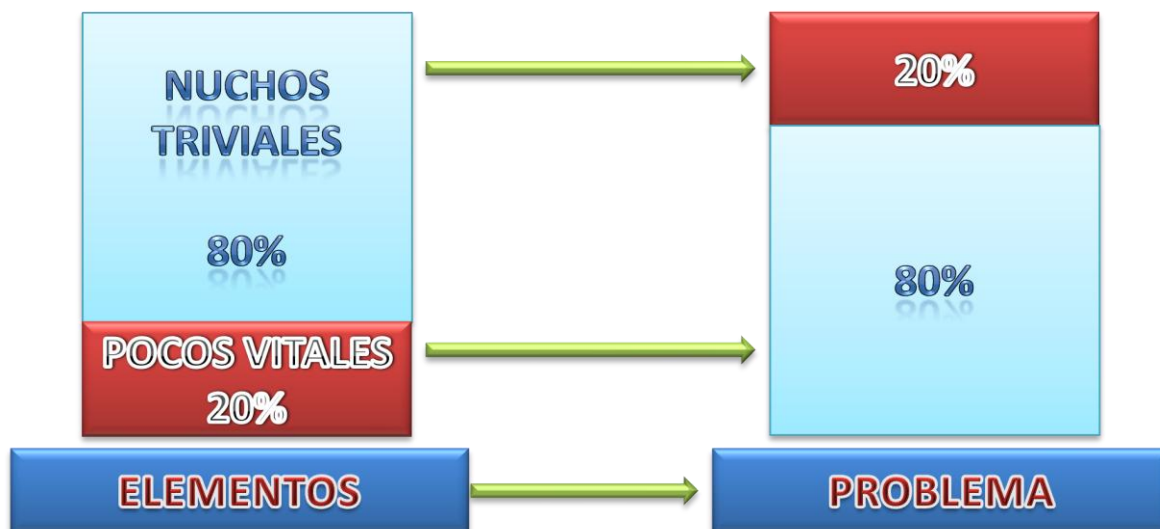 NUCHOS
TRIVIALES
80%
POCOS VITALES
20%
ELEMENTOS
20%
80%
PROBLEMA